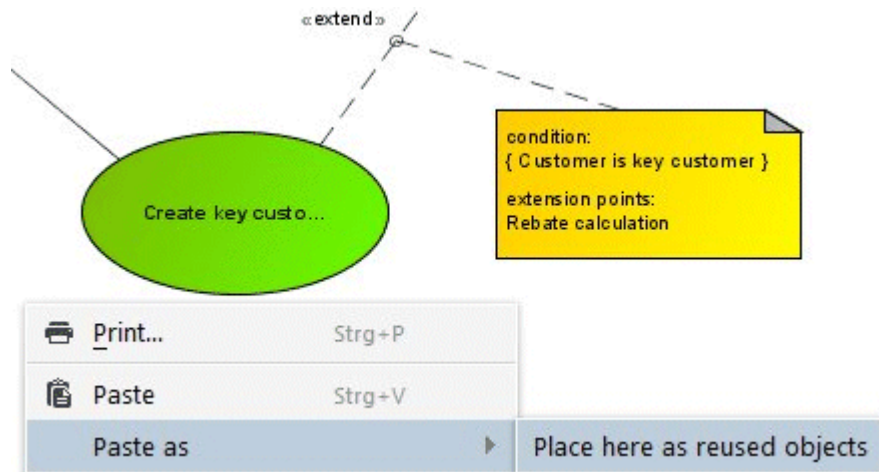 «extend»
condition:
{ Customer is key customer }
extension points:
Rebate calculation
Create key custo...
Print... Strg+P
Paste Strg+V
Paste as Place here as reused objects